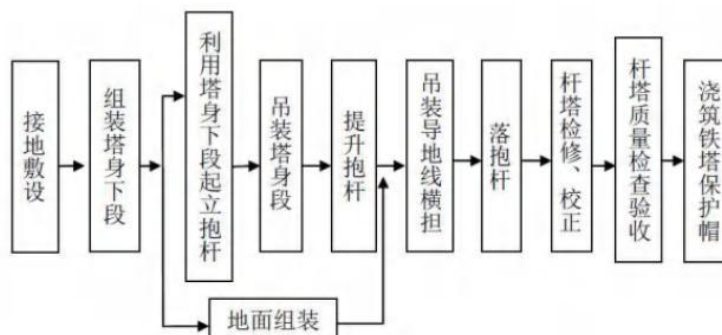 接地敷设
组装塔身下段
利用塔身下段起立抱杆
吊装塔身段
提升抱杆
吊装导地线横担
落抱杆
杆塔检修、校正
杆塔质量检查验收
浇筑铁塔保护帽
地面组装